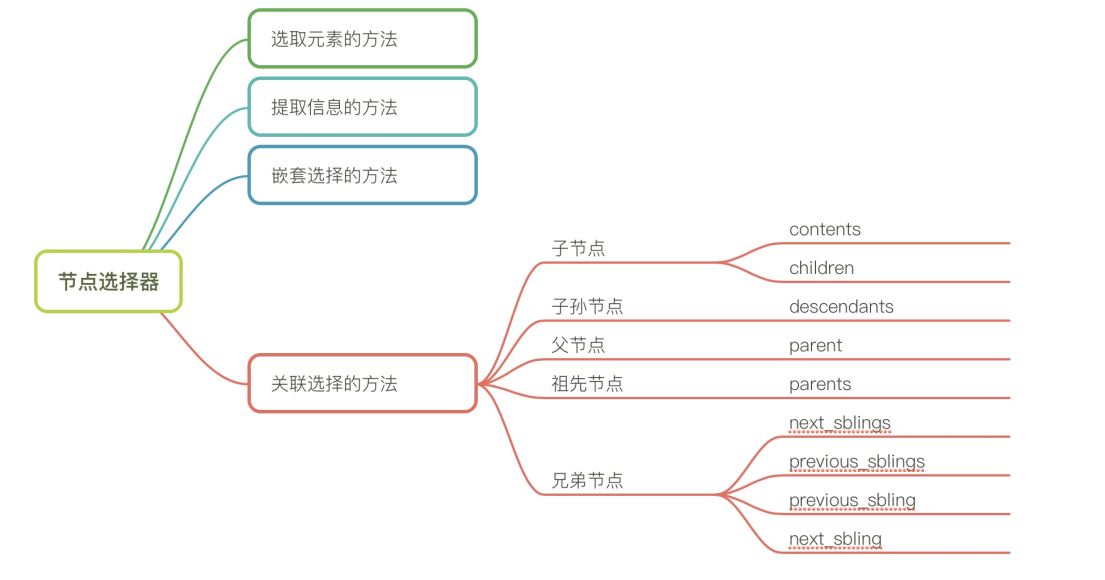 选取元素的方法
提取信息的方法
嵌套选择的方法
节点选择器
关联选择的方法
子节点
contents
children
子孙节点
descendants
父节点
parent
祖先节点
parents
兄弟节点
next_sblings
previous_sblings
previous_sbling
next_sbling